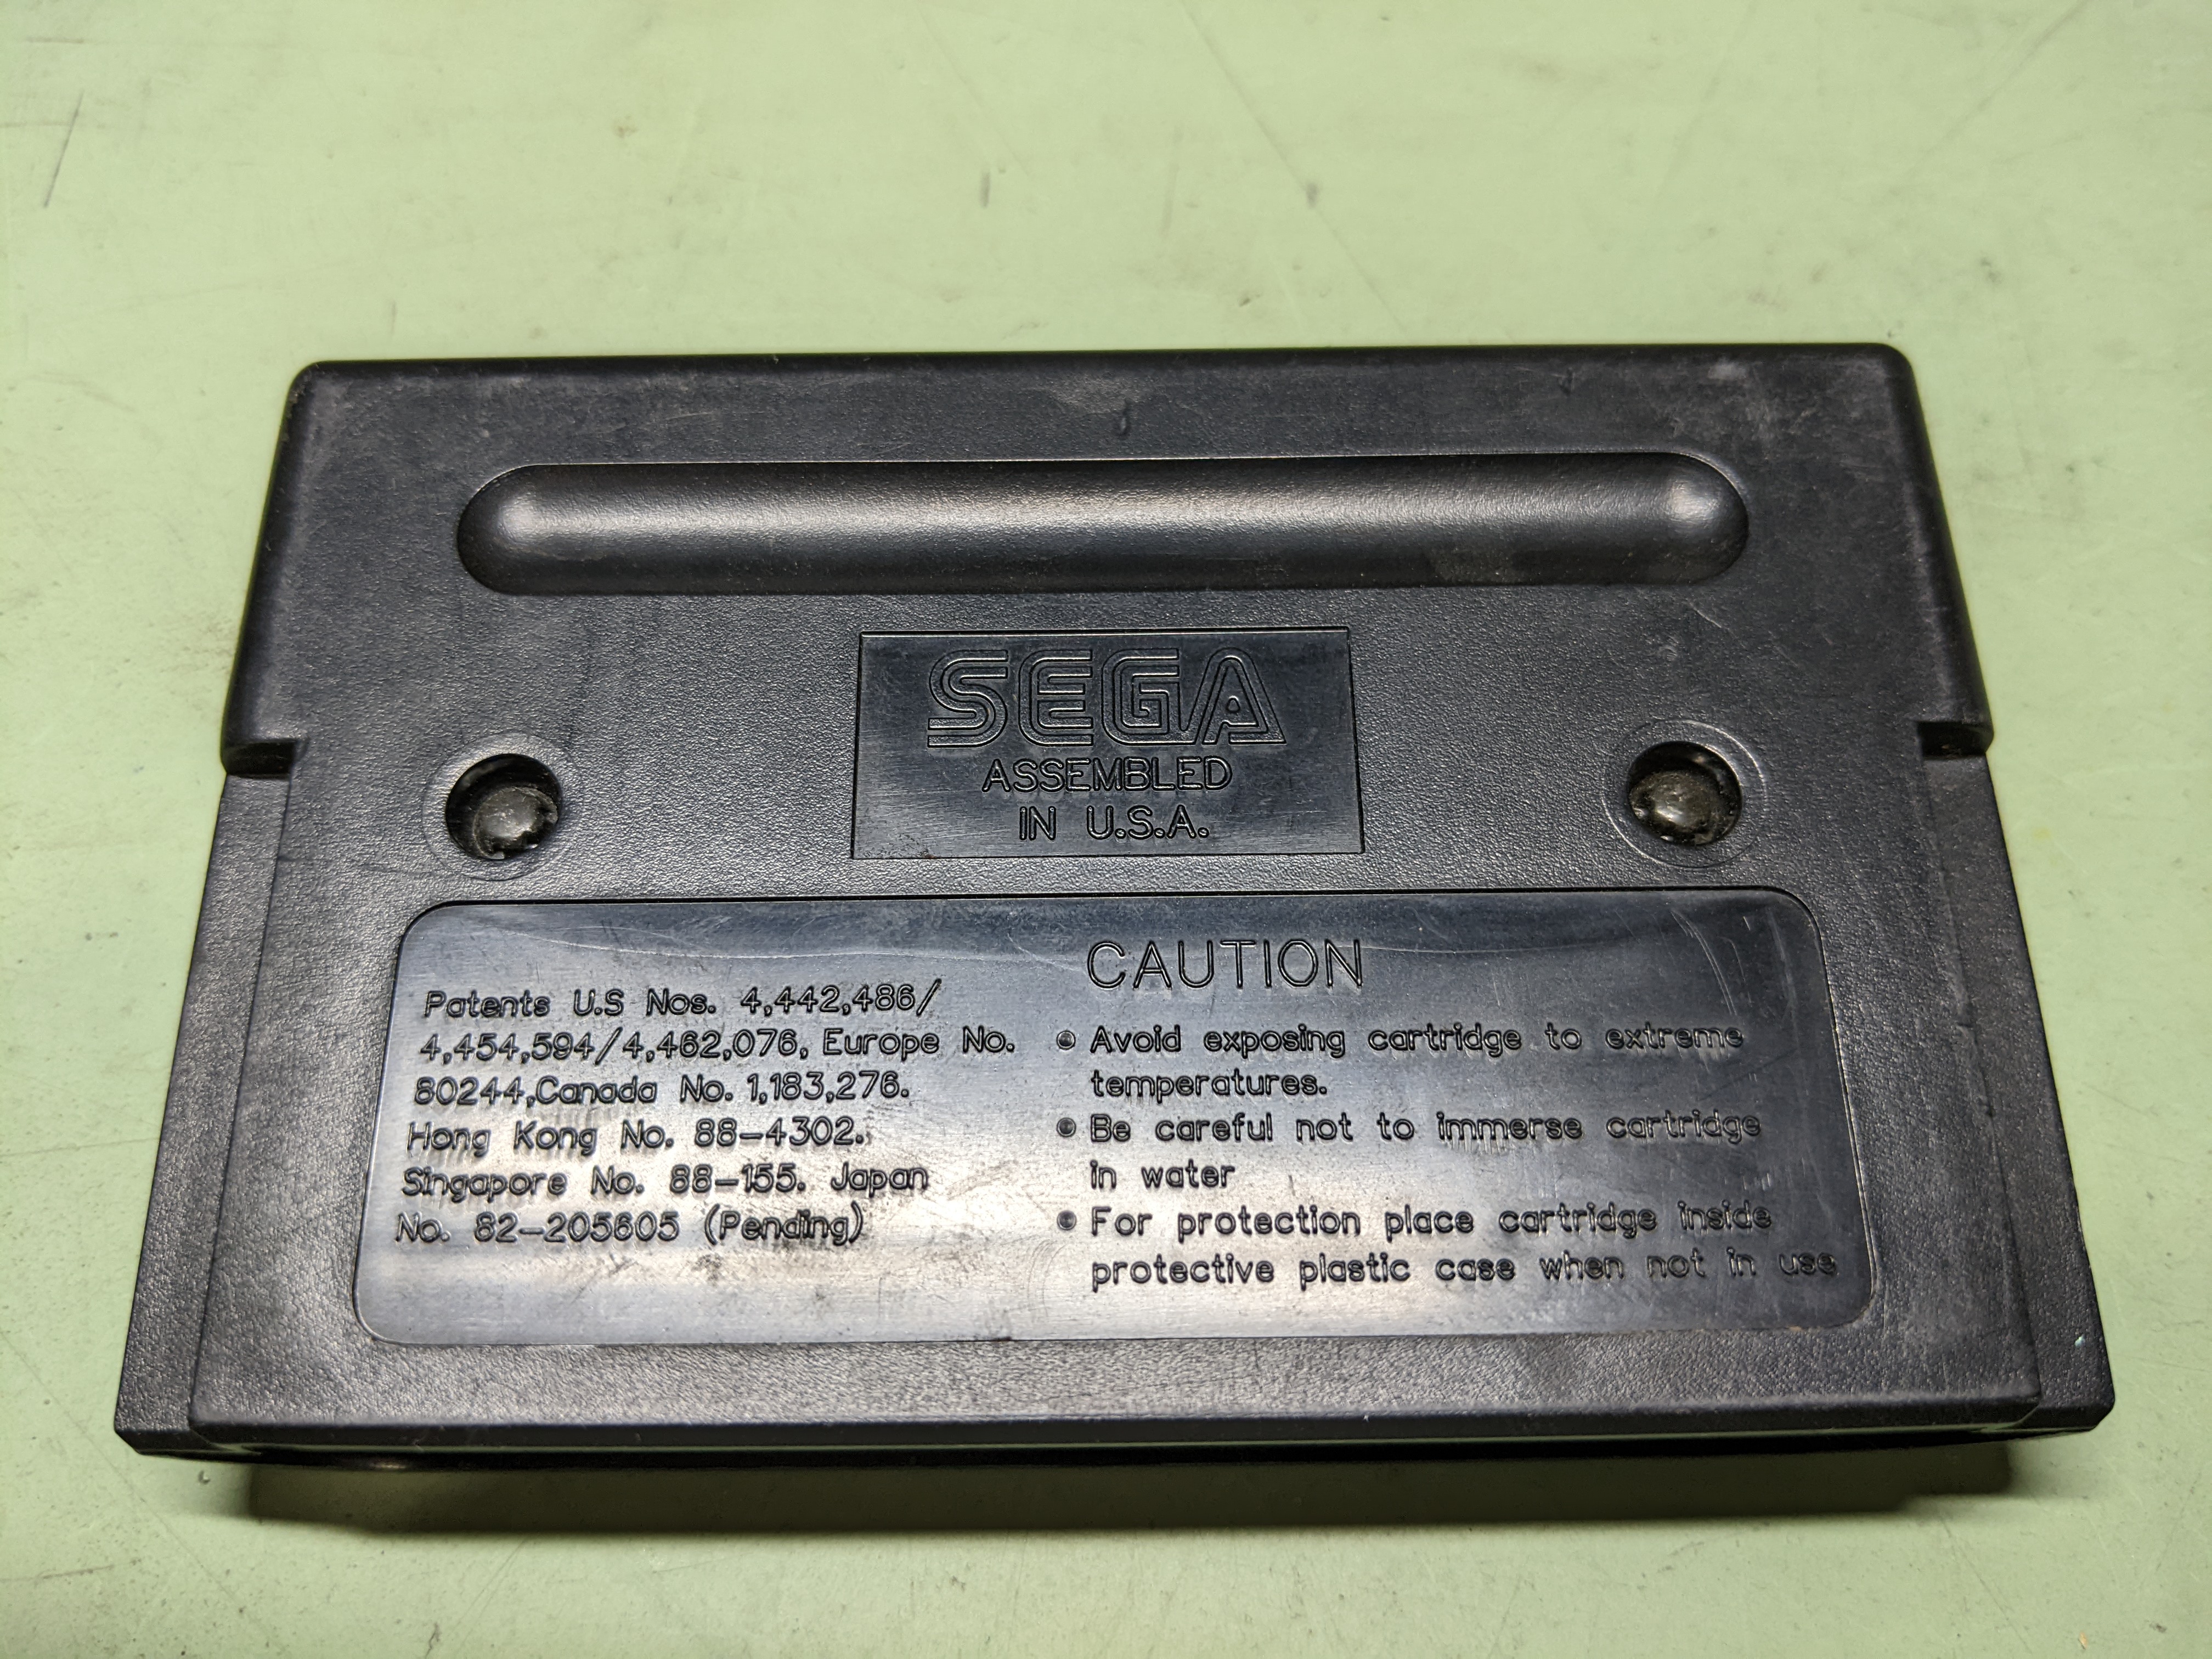 SEGA
ASSEMBLED
IN U.S.A.
Patents U.S Nos. 4,442,486/
4,454,594/4,462,076, Europe No.
80244,Canada No. 1,183,276.
Hong Kong No. 88-4302.
Singapore No. 88-155. Japan
No. 82-205605 (Pending)
CAUTION
• Avoid exposing cartridge to extreme
temperatures.
• Be careful not to immerse cartridge
in water
• For protection place cartridge inside
protective plastic case when not in use